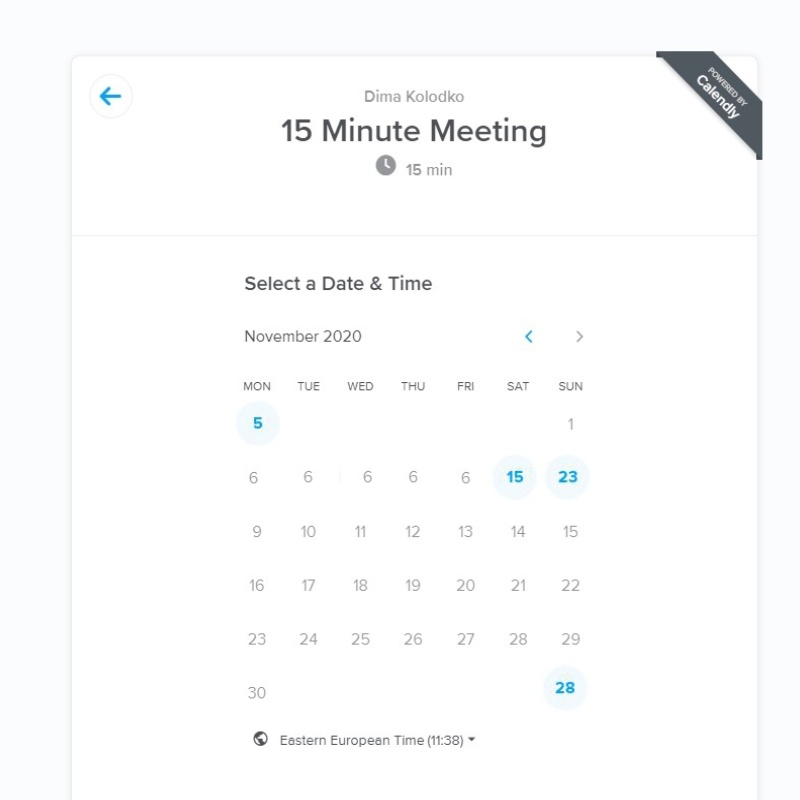 POWERED BY
Calendly
Dima Kolodko
15 Minute Meeting
15 min
Select a Date & Time
November 2020
MON TUE WED THU FRI SAT SUN
5 1
6 6 6 6 6 15 23
9 10 11 12 13 14 15
16 17 18 19 20 21 22
23 24 25 26 27 28 29
30 28
Eastern European Time (11:38)